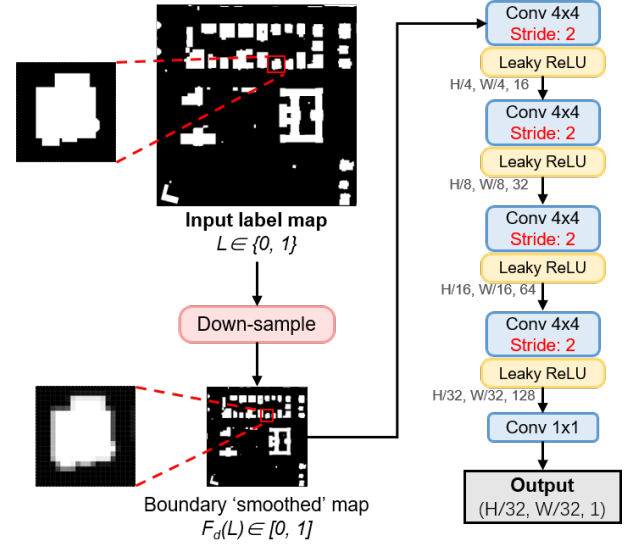 Input label map
L ∈ {0, 1}
Down-sample
Boundary ‘smoothed’ map
F_d(L) ∈ [0, 1]
Conv 4x4
Stride: 2
Leaky ReLU
H/4, W/4, 16
Conv 4x4
Stride: 2
Leaky ReLU
H/8, W/8, 32
Conv 4x4
Stride: 2
Leaky ReLU
H/16, W/16, 64
Conv 4x4
Stride: 2
Leaky ReLU
H/32, W/32, 128
Conv 1x1
Output
(H/32, W/32, 1)